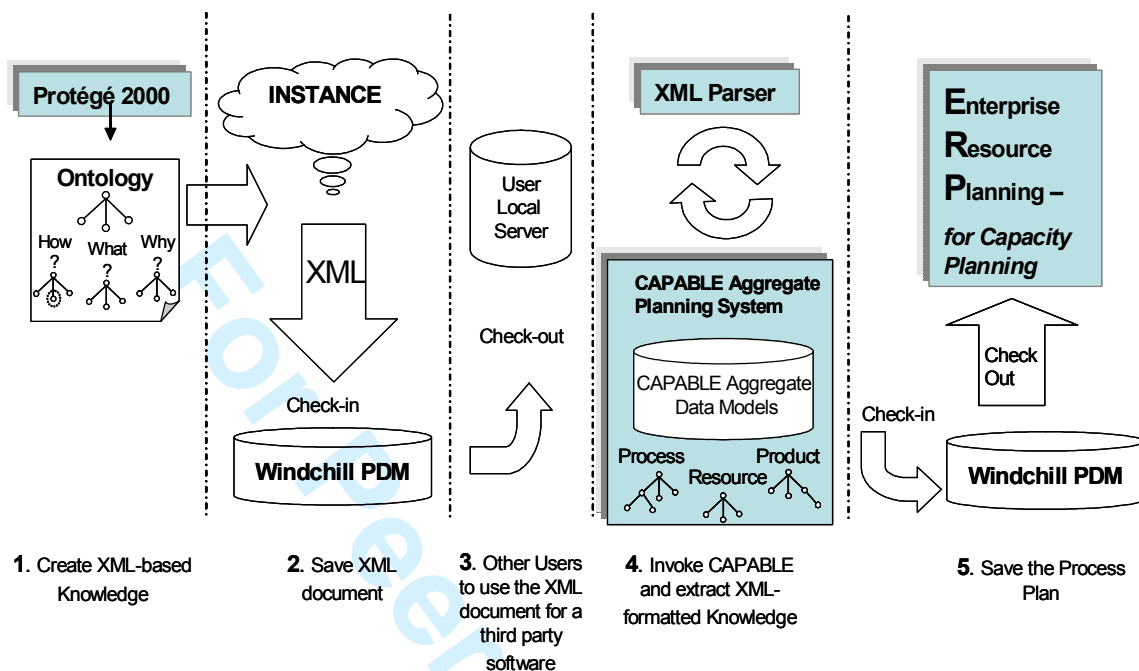 Protégé 2000
Ontology
How
?
What
?
Why
?
INSTANCE
XML
Check-in
Windchill PDM
User
Local
Server
Check-out
XML Parser
CAPABLE Aggregate
Planning System
CAPABLE Aggregate
Data Models
Process
Resource
Product
Enterprise
Resource
Planning –
for Capacity
Planning
Check
Out
Check-in
Windchill PDM
1. Create XML-based
Knowledge
2. Save XML
document
3. Other Users
to use the XML
document for a
third party
software
4. Invoke CAPABLE
and extract XML-
formatted Knowledge
5. Save the Process
Plan
For Peer